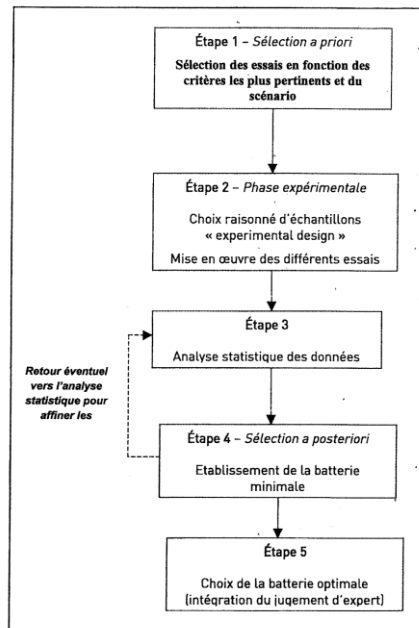 Étape 1 – Sélection a priori
Sélection des essais en fonction des
critères les plus pertinents et du
scénario
Étape 2 – Phase expérimentale
Choix raisonné d'échantillons
« experimental design »
Mise en œuvre des différents essais
Étape 3
Analyse statistique des données
Retour éventuel
vers l'analyse
statistique pour
affiner les
Étape 4 – Sélection a posteriori
Etablissement de la batterie
minimale
Étape 5
Choix de la batterie optimale
(intégration du jugement d'expert)